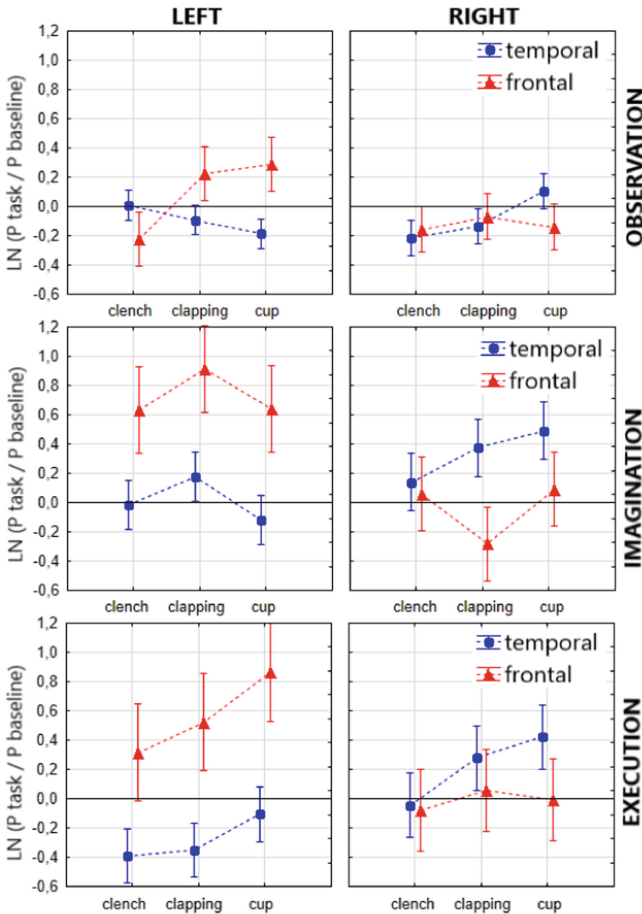 LEFT RIGHT
1,2
1,0
0,8
0,6
0,4
0,2
0,0
-0,2
-0,4
-0,6
LN (P task / P baseline)
clench clapping cup
temporal
frontal
clench clapping cup
OBSERVATION
1,2
1,0
0,8
0,6
0,4
0,2
0,0
-0,2
-0,4
-0,6
LN (P task / P baseline)
clench clapping cup
temporal
frontal
clench clapping cup
IMAGINATION
1,2
1,0
0,8
0,6
0,4
0,2
0,0
-0,2
-0,4
-0,6
LN (P task / P baseline)
clench clapping cup
temporal
frontal
clench clapping cup
EXECUTION